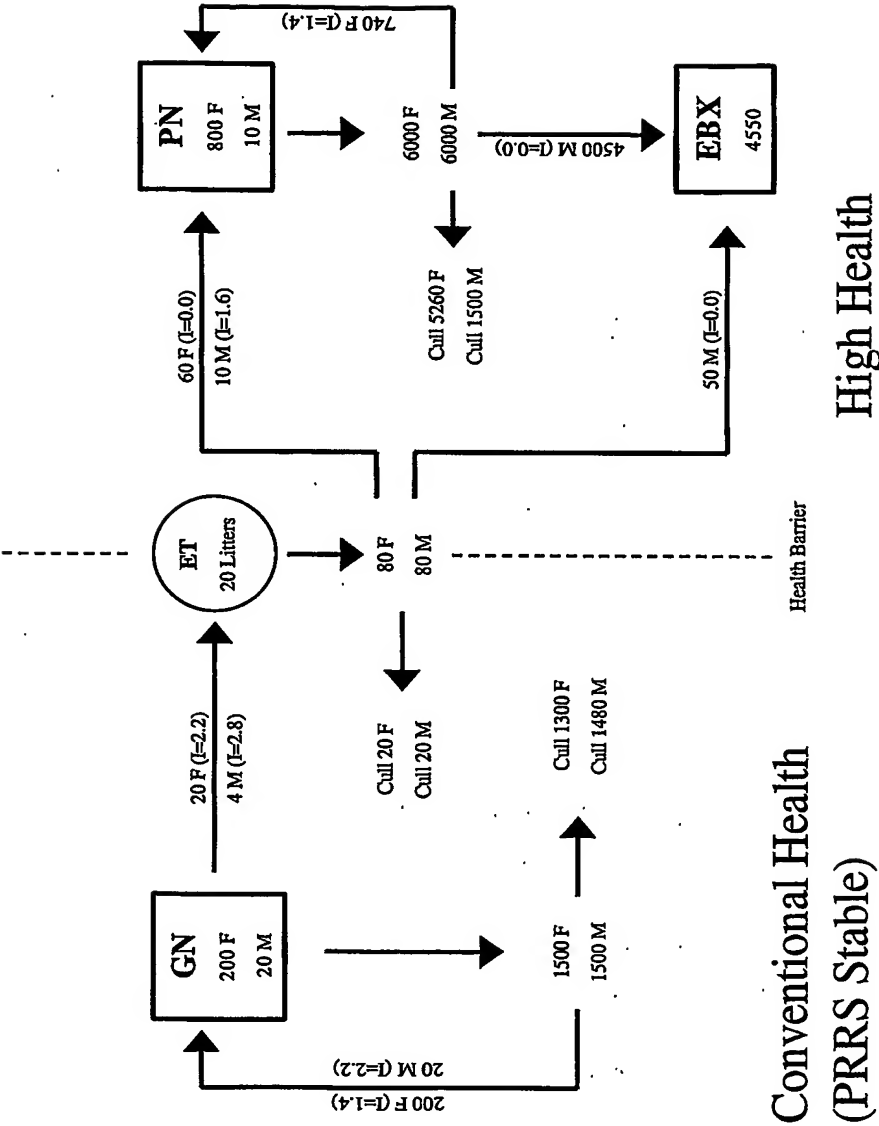 GN
200 F
20 M
20 F (I=2.2)
4 M (I=2.8)
ET
20 Litters
60 F (I=0.0)
10 M (I=1.6)
PN
800 F
10 M
740 F (I=1.4)
200 F (I=1.4)
20 M (I=2.2)
1500 F
1500 M
Cull 1300 F
Cull 1480 M
Cull 20 F
Cull 20 M
80 F
80 M
6000 F
6000 M
Cull 5260 F
Cull 1500 M
4500 M (I=0.0)
50 M (I=0.0)
EBX
4550
Health Barrier
Conventional Health
(PRRS Stable)
High Health